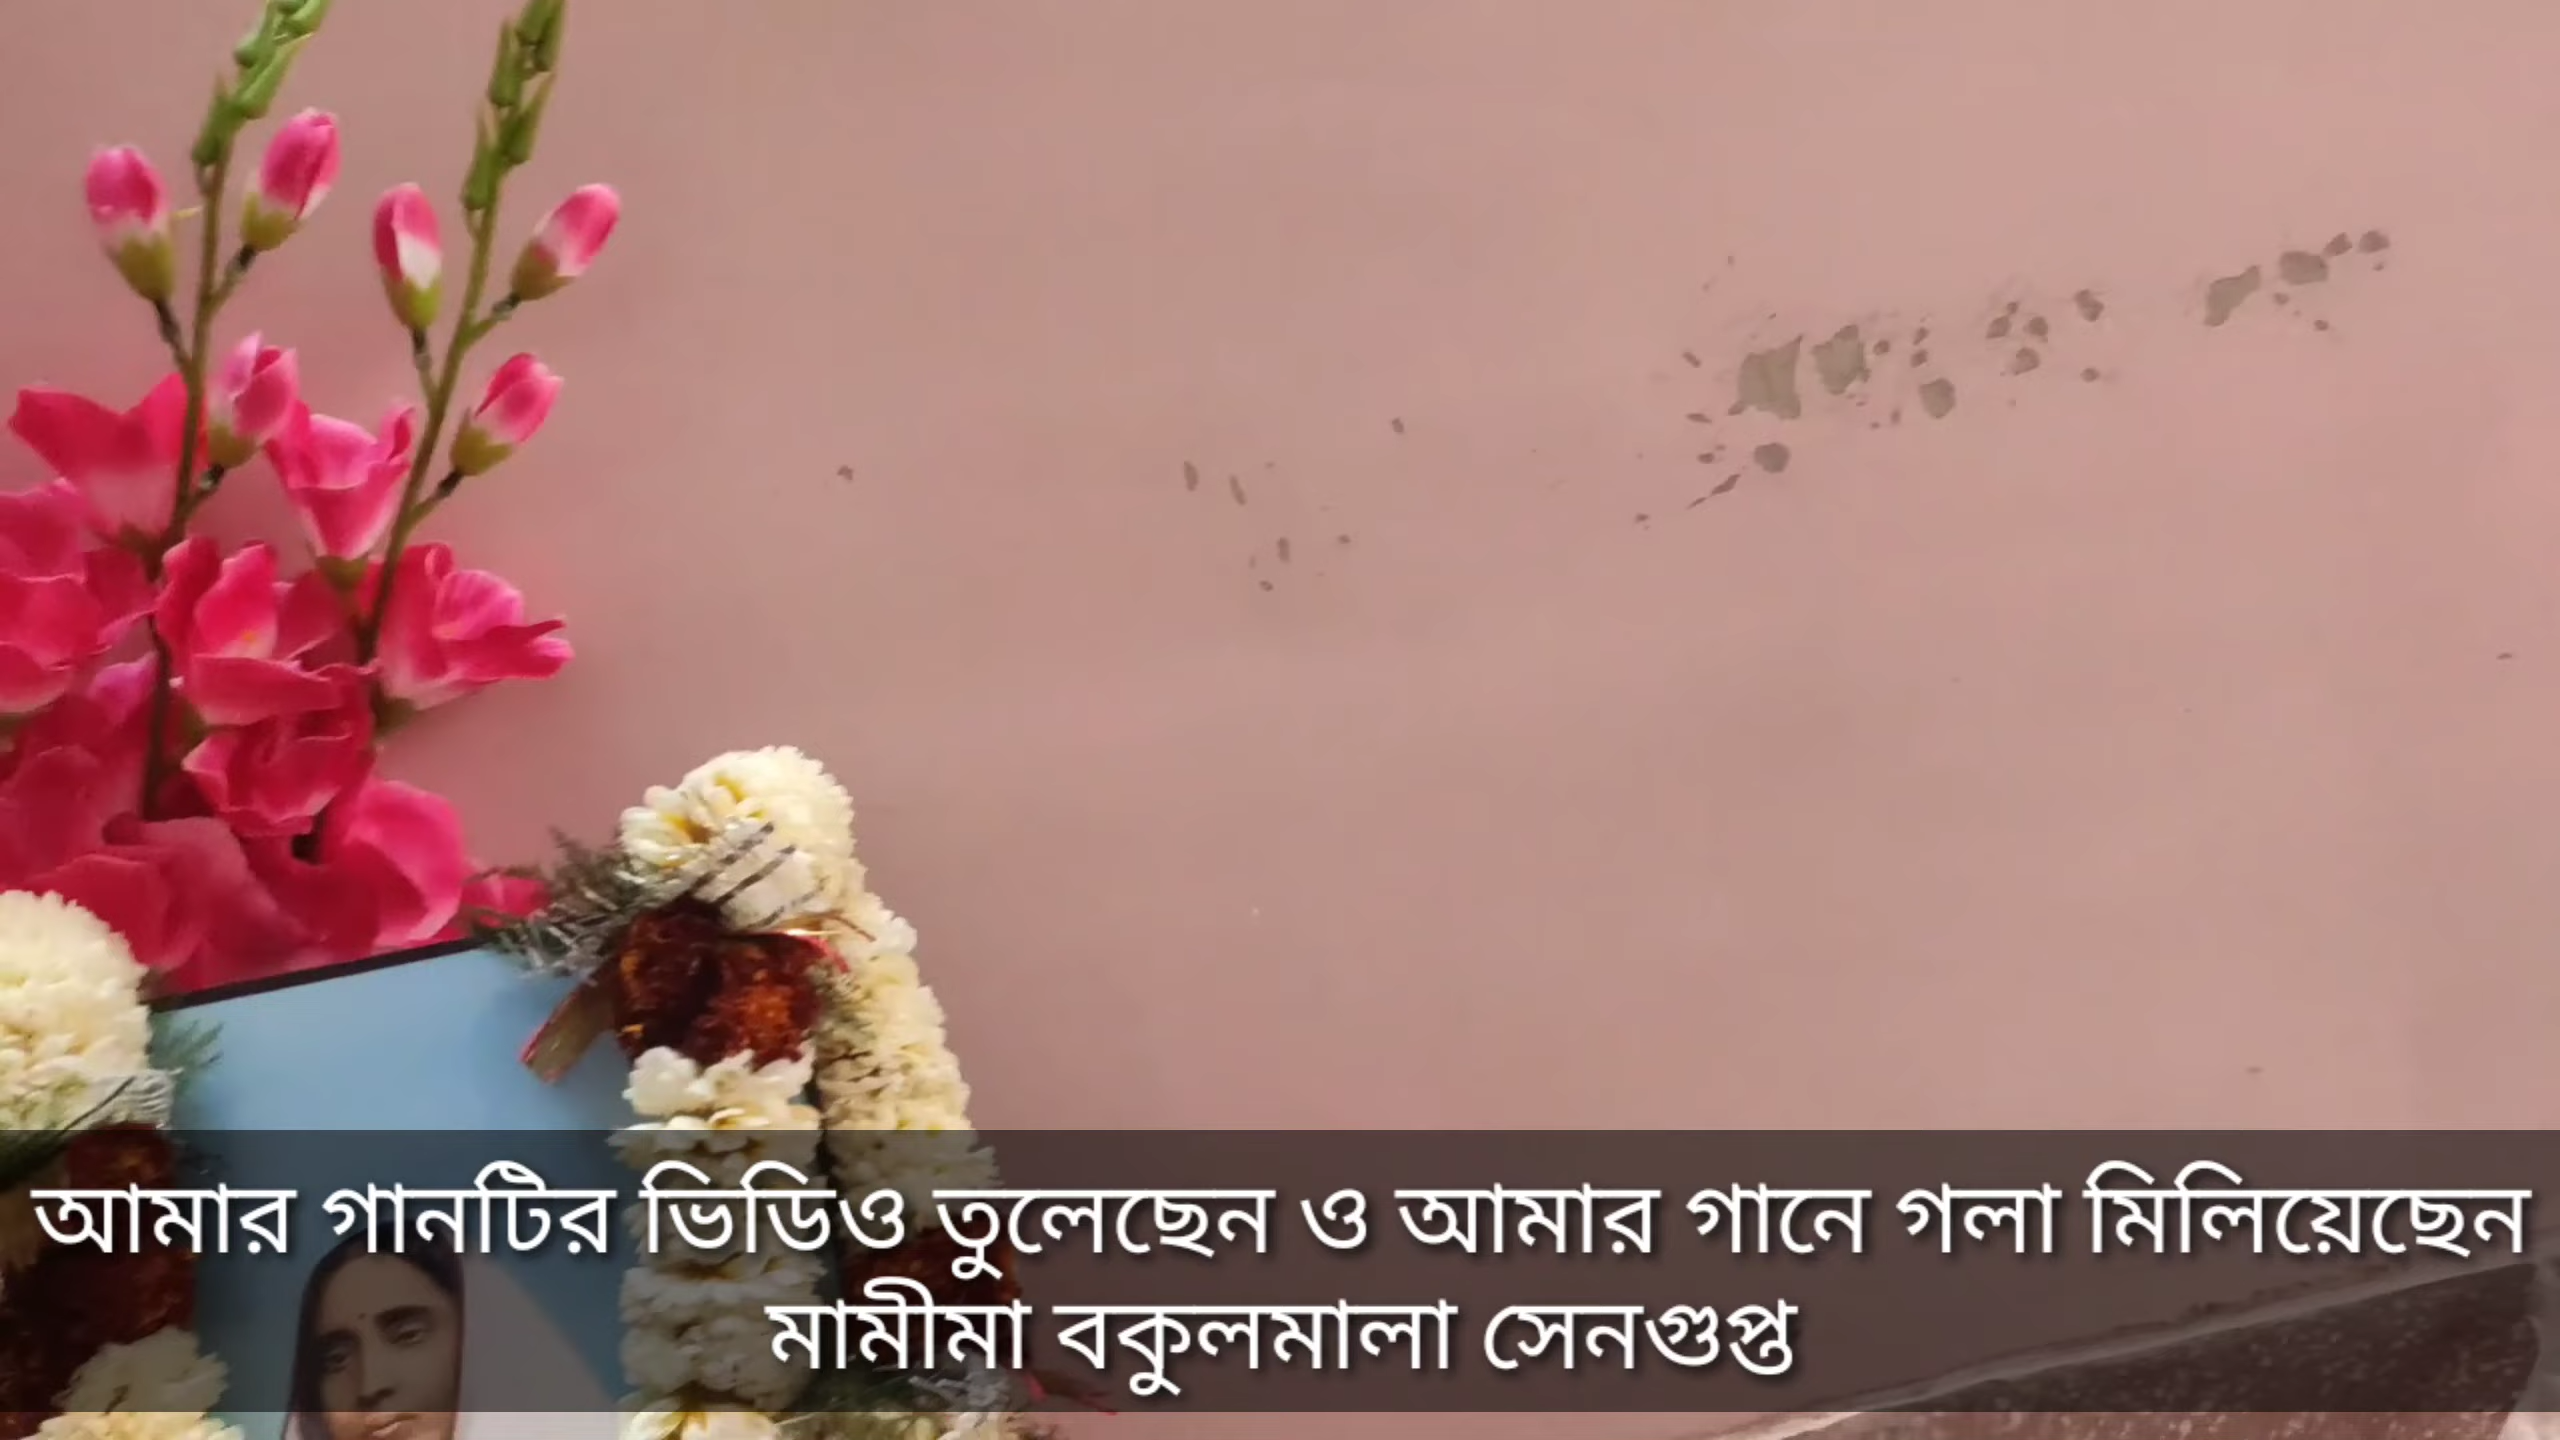 আমার গানটির ভিডিও তুলেছেন ও আমার গানে গলা মিলিয়েছেন
মামীমা বকুলমালা সেনগুপ্ত